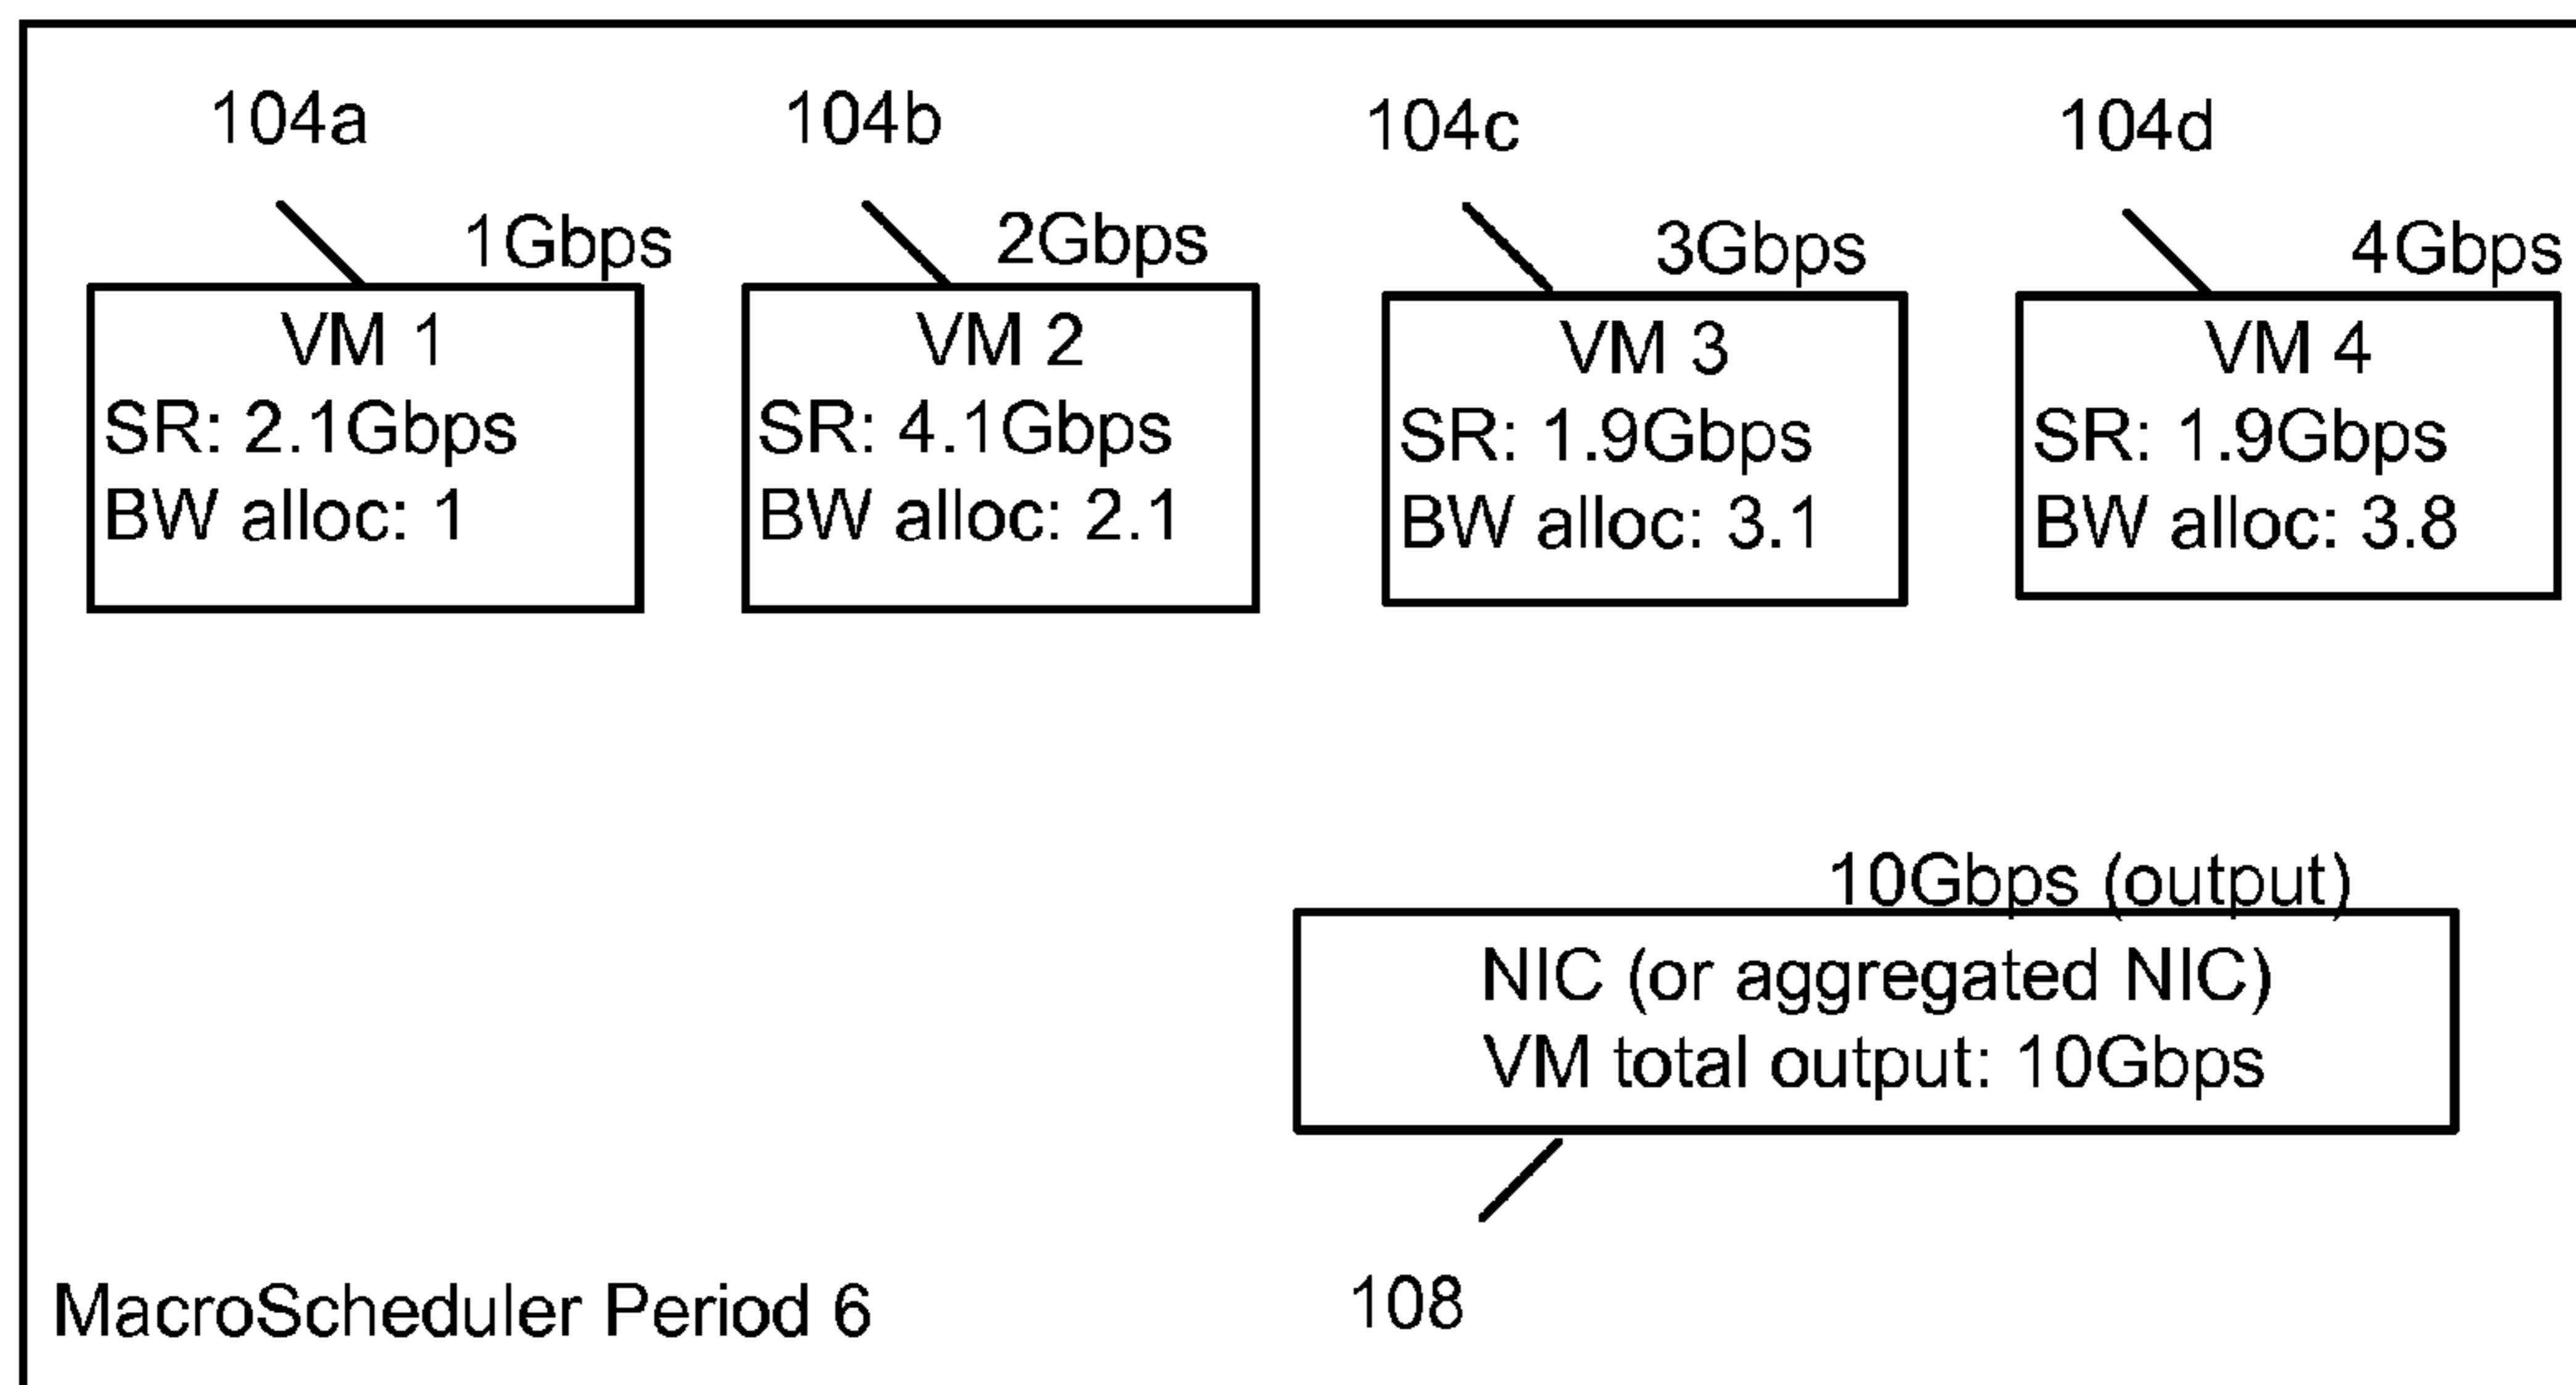 104a
104b
104c
104d
1Gbps
2Gbps
3Gbps
4Gbps
VM 1
SR: 2.1Gbps
BW alloc: 1
VM 2
SR: 4.1Gbps
BW alloc: 2.1
VM 3
SR: 1.9Gbps
BW alloc: 3.1
VM 4
SR: 1.9Gbps
BW alloc: 3.8
10Gbps (output)
NIC (or aggregated NIC)
VM total output: 10Gbps
108
MacroScheduler Period 6